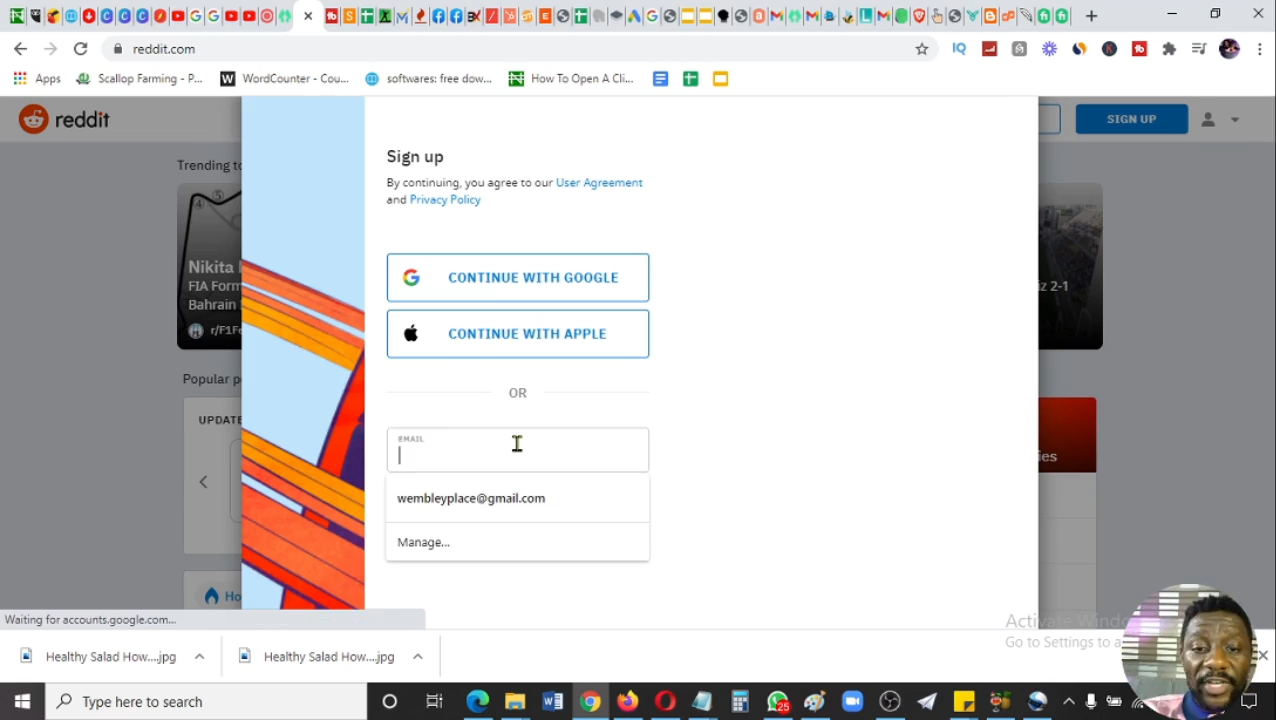 reddit.com
Apps
Scallop Farming - P...
WordCounter - Cou...
softwares: free dow...
How To Open A Cli...
reddit
SIGN UP
Trending to
Sign up
By continuing, you agree to our User Agreement
and Privacy Policy
Nikita
FIA Form
Bahrain
r/F1Fe
CONTINUE WITH GOOGLE
z 2-1
CONTINUE WITH APPLE
Popular p
OR
UPDATE
EMAIL
ies
wembleyplace@gmail.com
Manage...
Ho
Waiting for accounts.google.com...
Activate Windo
Go to Settings to a
Healthy Salad How....jpg
Healthy Salad How....jpg
Type here to search
25